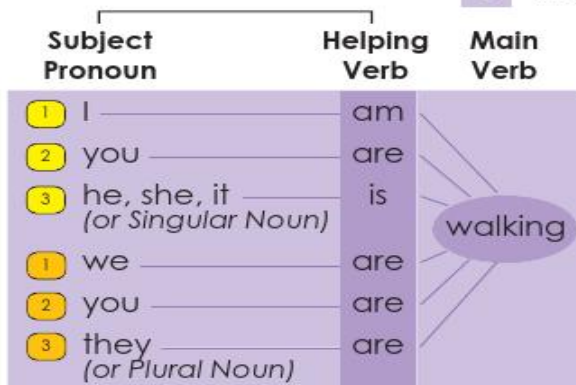 Subject Helping Main
Pronoun Verb Verb
1 I am
2 you are
3 he, she, it is
(or Singular Noun)
walking
1 we are
2 you are
3 they are
(or Plural Noun)